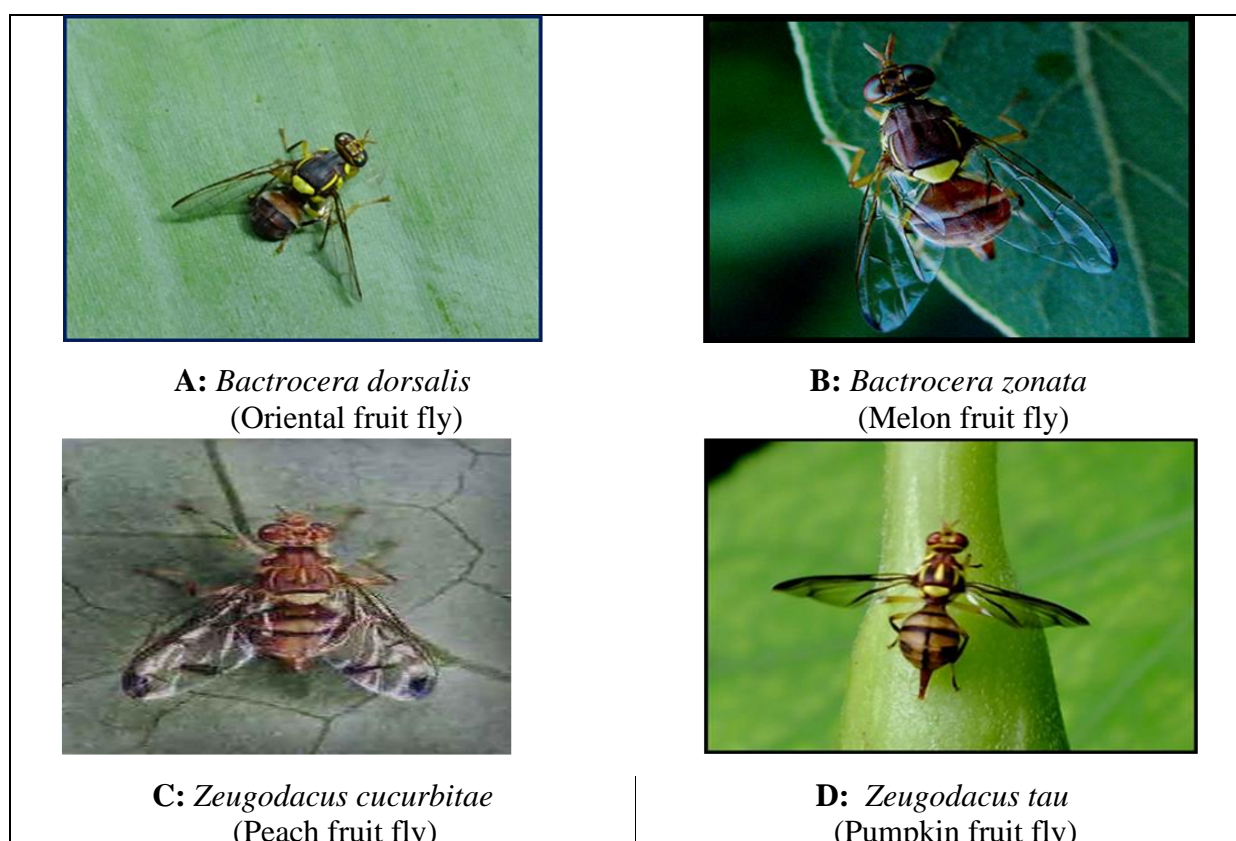 A: Bactrocera dorsalis
(Oriental fruit fly)
B: Bactrocera zonata
(Melon fruit fly)
C: Zeugodacus cucurbitae
(Peach fruit fly)
D: Zeugodacus tau
(Pumpkin fruit fly)